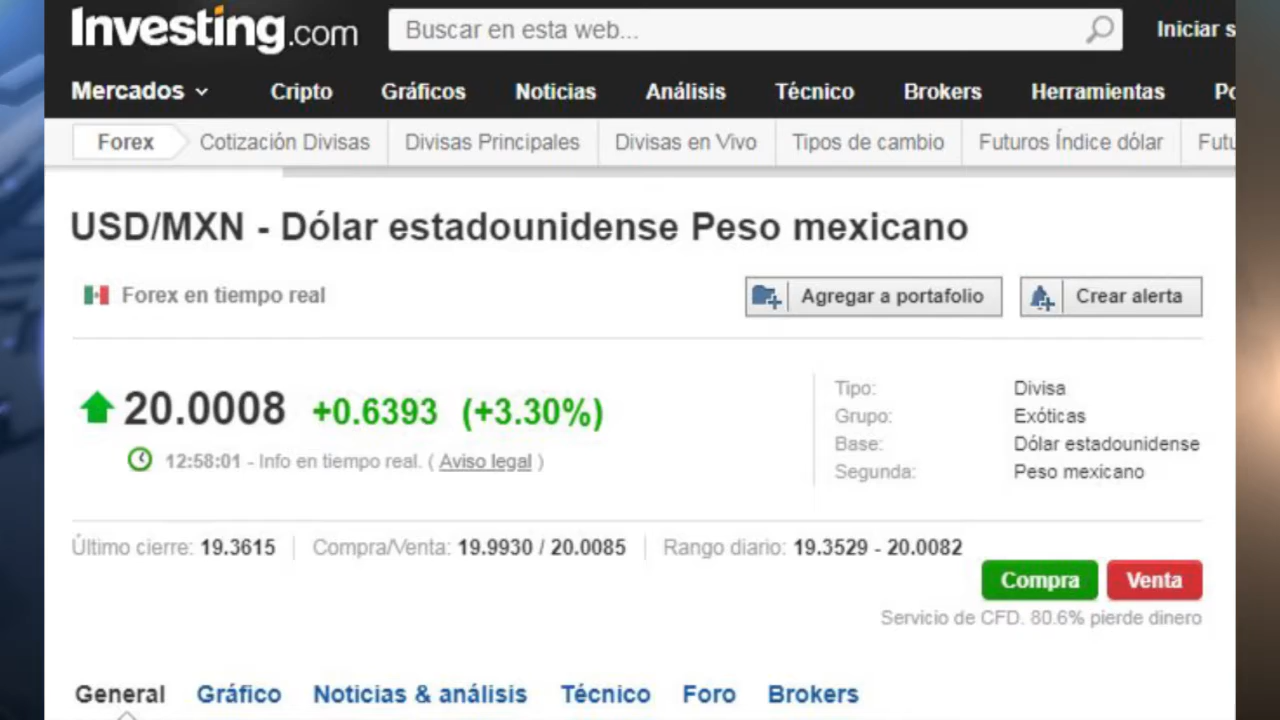 Investing.com
Buscar en esta web...
Iniciar s
Mercados Cripto Gráficos Noticias Análisis Técnico Brokers Herramientas Po
Forex Cotización Divisas Divisas Principales Divisas en Vivo Tipos de cambio Futuros Índice dólar Futu
USD/MXN - Dólar estadounidense Peso mexicano
Forex en tiempo real
Agregar a portafolio
Crear alerta
20.0008 +0.6393 (+3.30%)
12:58:01 - Info en tiempo real. ( Aviso legal )
Tipo: Divisa
Grupo: Exóticas
Base: Dólar estadounidense
Segunda: Peso mexicano
Último cierre: 19.3615 Compra/Venta: 19.9930 / 20.0085 Rango diario: 19.3529 - 20.0082
Compra Venta
Servicio de CFD. 80.6% pierde dinero
General Gráfico Noticias & análisis Técnico Foro Brokers